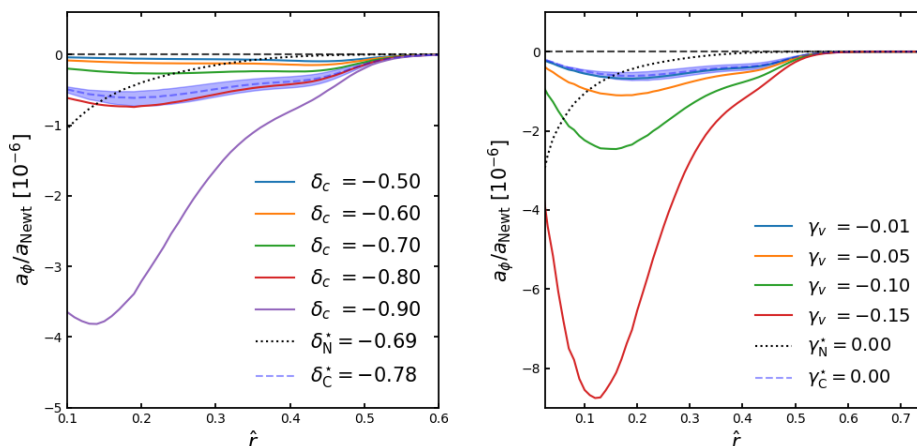 0
-1
-2
-3
-4
-5
0.1
0.2
0.3
0.4
0.5
0.6
r̂
a_ϕ/a_Newt [10⁻⁶]
δ_c = −0.50
δ_c = −0.60
δ_c = −0.70
δ_c = −0.80
δ_c = −0.90
δ_N^⋆ = −0.69
δ_C^⋆ = −0.78
0
-2
-4
-6
-8
0.1
0.2
0.3
0.4
0.5
0.6
0.7
r̂
a_ϕ/a_Newt [10⁻⁶]
γ_v = −0.01
γ_v = −0.05
γ_v = −0.10
γ_v = −0.15
γ_N^⋆ = 0.00
γ_C^⋆ = 0.00